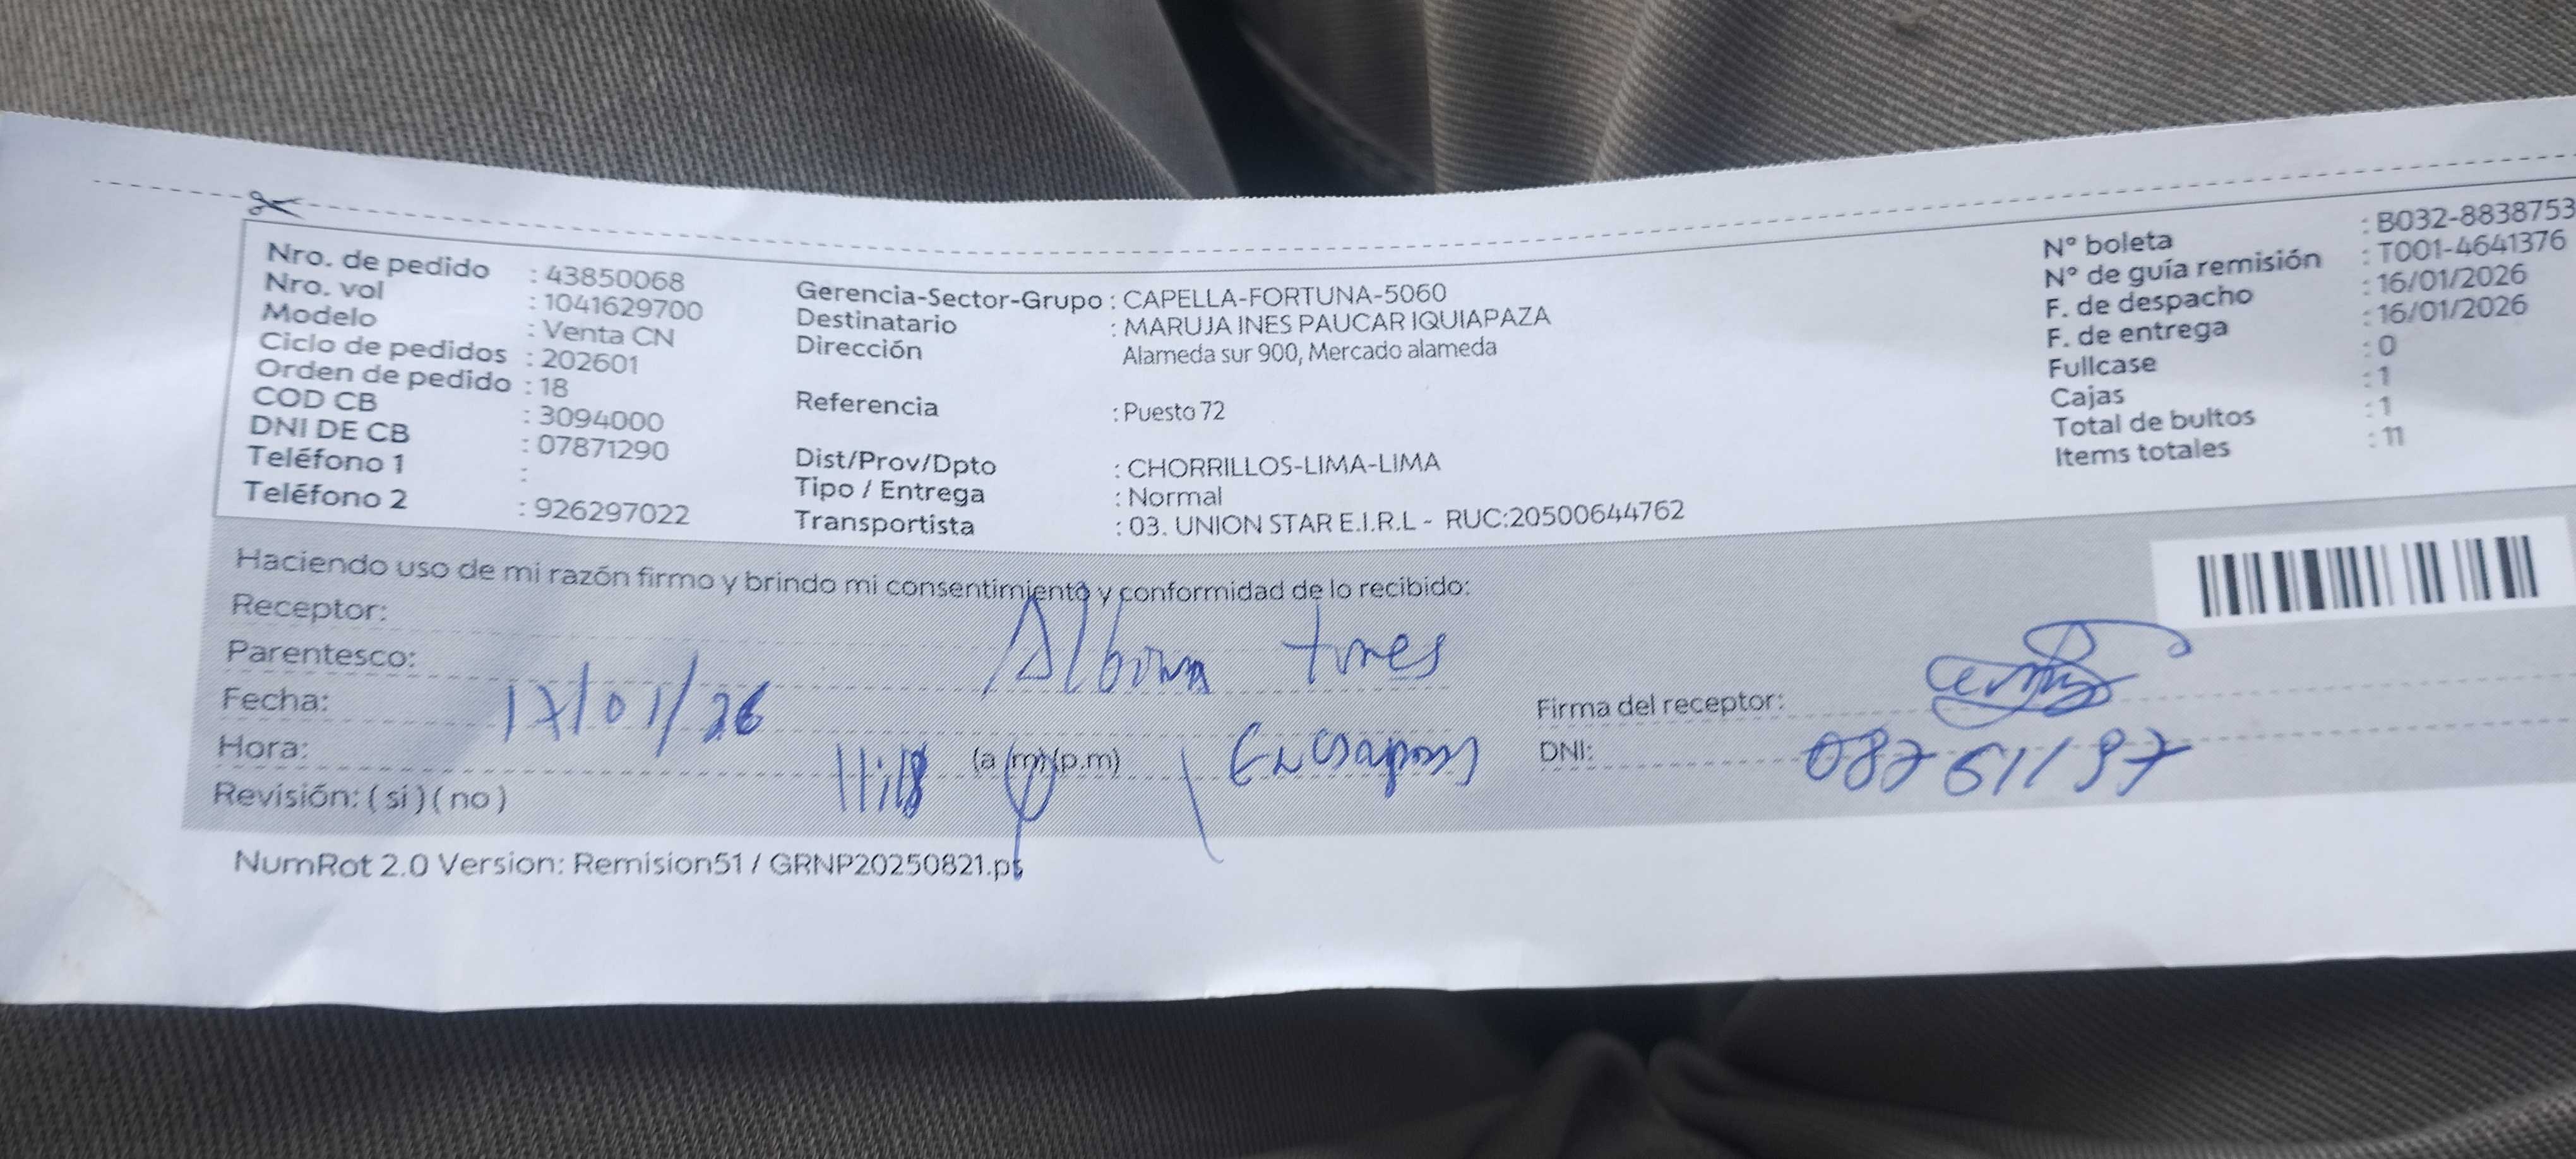 Nro. de pedido : 43850068
Nro. vol : 1041629700
Modelo : Venta CN
Ciclo de pedidos : 202601
Orden de pedido : 18
COD CB : 3094000
DNI DE CB : 07871290
Teléfono 1 :
Teléfono 2 : 926297022
Gerencia-Sector-Grupo : CAPELLA-FORTUNA-5060
Destinatario : MARUJA INES PAUCAR IQUIAPAZA
Dirección Alameda sur 900, Mercado alameda
Referencia : Puesto 72
Dist/Prov/Dpto : CHORRILLOS-LIMA-LIMA
Tipo / Entrega : Normal
Transportista : 03. UNION STAR E.I.R.L - RUC:20500644762
N° boleta : B032-8838753
N° de guía remisión : T001-4641376
F. de despacho : 16/01/2026
F. de entrega : 16/01/2026
Fullcase : 0
Cajas : 1
Total de bultos : 1
Items totales : 11
Haciendo uso de mi razón firmo y brindo mi consentimiento y conformidad de lo recibido:
Receptor:
Parentesco:
Fecha: 17/01/26
Hora: (a.m)(p.m)
Revisión: ( si ) ( no )
Firma del receptor:
DNI: 08761197
NumRot 2.0 Version: Remision51 / GRNP20250821.pt